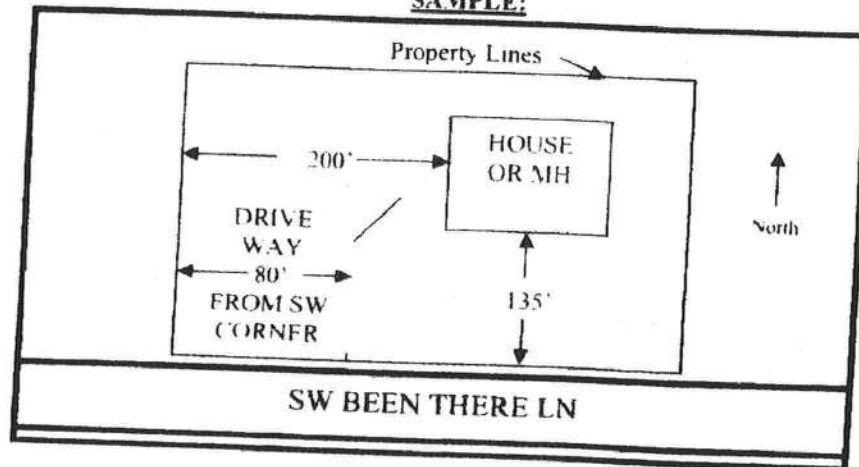 SAMPLE:
Property Lines
HOUSE
OR MH
200'
North
DRIVE
WAY
80'
FROM SW
CORNER
135'
SW BEEN THERE LN